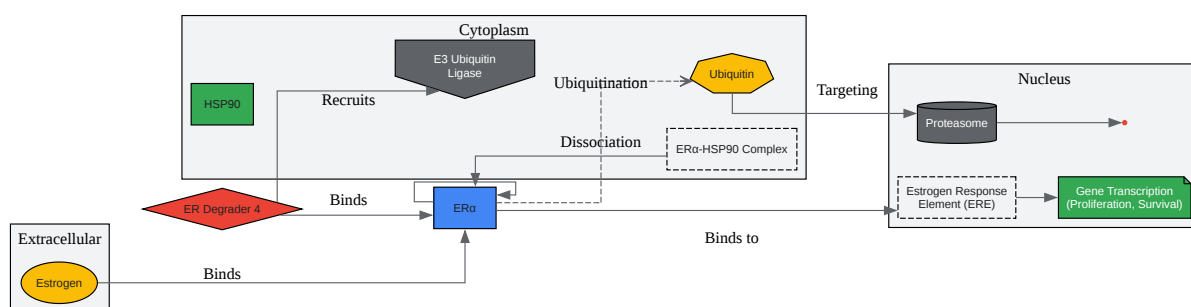 Cytoplasm
E3 Ubiquitin
Ligase
HSP90
Recruits
Ubiquitination
Ubiquitin
Targeting
Nucleus
Proteasome
Dissociation
ERα-HSP90 Complex
ER Degrader 4
Binds
ERα
Binds to
Estrogen Response
Element (ERE)
Gene Transcription
(Proliferation, Survival)
Extracellular
Estrogen
Binds